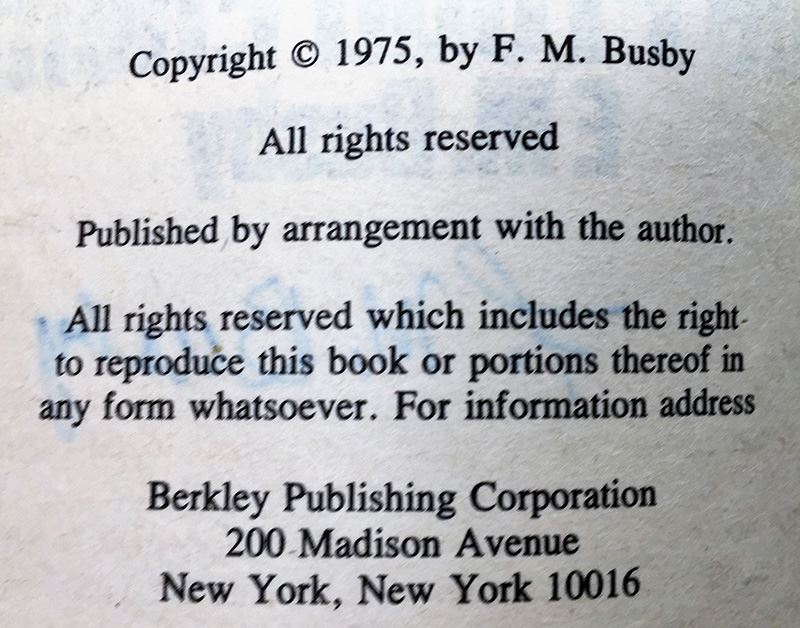 Copyright © 1975, by F. M. Busby
All rights reserved
Published by arrangement with the author.
All rights reserved which includes the right
to reproduce this book or portions thereof in
any form whatsoever. For information address
Berkley Publishing Corporation
200 Madison Avenue
New York, New York 10016